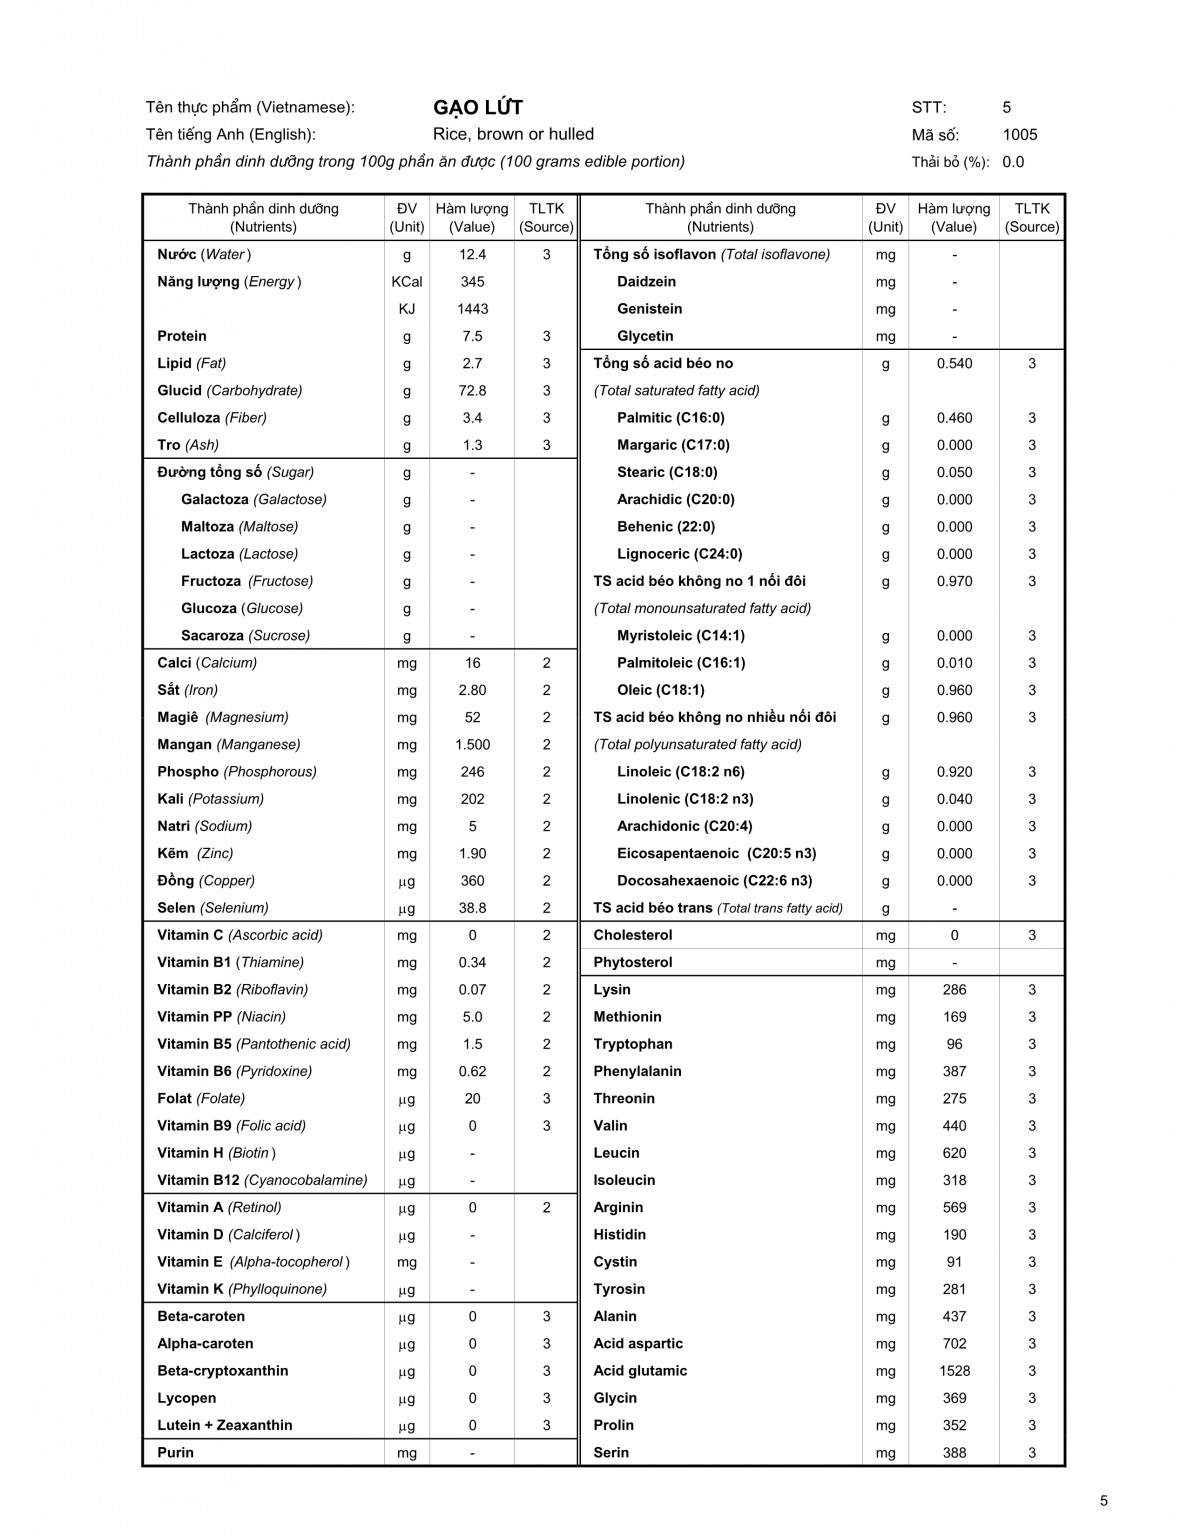 Tên thực phẩm (Vietnamese): GẠO LỨT STT: 5
Tên tiếng Anh (English): Rice, brown or hulled Mã số: 1005
Thành phần dinh dưỡng trong 100g phần ăn được (100 grams edible portion) Thải bỏ (%): 0.0
Thành phần dinh dưỡng ĐV Hàm lượng TLTK Thành phần dinh dưỡng ĐV Hàm lượng TLTK
(Nutrients) (Unit) (Value) (Source) (Nutrients) (Unit) (Value) (Source)
Nước (Water) g 12.4 3 Tổng số isoflavon (Total isoflavone) mg -
Năng lượng (Energy) KCal 345 Daidzein mg -
KJ 1443 Genistein mg -
Protein g 7.5 3 Glycetin mg -
Lipid (Fat) g 2.7 3 Tổng số acid béo no g 0.540 3
Glucid (Carbohydrate) g 72.8 3 (Total saturated fatty acid)
Celluloza (Fiber) g 3.4 3 Palmitic (C16:0) g 0.460 3
Tro (Ash) g 1.3 3 Margaric (C17:0) g 0.000 3
Đường tổng số (Sugar) g - Stearic (C18:0) g 0.050 3
Galactoza (Galactose) g - Arachidic (C20:0) g 0.000 3
Maltoza (Maltose) g - Behenic (22:0) g 0.000 3
Lactoza (Lactose) g - Lignoceric (C24:0) g 0.000 3
Fructoza (Fructose) g - TS acid béo không no 1 nối đôi g 0.970 3
Glucoza (Glucose) g - (Total monounsaturated fatty acid)
Sacaroza (Sucrose) g - Myristoleic (C14:1) g 0.000 3
Calci (Calcium) mg 16 2 Palmitoleic (C16:1) g 0.010 3
Sắt (Iron) mg 2.80 2 Oleic (C18:1) g 0.960 3
Magiê (Magnesium) mg 52 2 TS acid béo không no nhiều nối đôi g 0.960 3
Mangan (Manganese) mg 1.500 2 (Total polyunsaturated fatty acid)
Phospho (Phosphorous) mg 246 2 Linoleic (C18:2 n6) g 0.920 3
Kali (Potassium) mg 202 2 Linolenic (C18:2 n3) g 0.040 3
Natri (Sodium) mg 5 2 Arachidonic (C20:4) g 0.000 3
Kẽm (Zinc) mg 1.90 2 Eicosapentaenoic (C20:5 n3) g 0.000 3
Đồng (Copper) μg 360 2 Docosahexaenoic (C22:6 n3) g 0.000 3
Selen (Selenium) μg 38.8 2 TS acid béo trans (Total trans fatty acid) g -
Vitamin C (Ascorbic acid) mg 0 2 Cholesterol mg 0 3
Vitamin B1 (Thiamine) mg 0.34 2 Phytosterol mg -
Vitamin B2 (Riboflavin) mg 0.07 2 Lysin mg 286 3
Vitamin PP (Niacin) mg 5.0 2 Methionin mg 169 3
Vitamin B5 (Pantothenic acid) mg 1.5 2 Tryptophan mg 96 3
Vitamin B6 (Pyridoxine) mg 0.62 2 Phenylalanin mg 387 3
Folat (Folate) μg 20 3 Threonin mg 275 3
Vitamin B9 (Folic acid) μg 0 3 Valin mg 440 3
Vitamin H (Biotin) μg - Leucin mg 620 3
Vitamin B12 (Cyanocobalamine) μg - Isoleucin mg 318 3
Vitamin A (Retinol) μg 0 2 Arginin mg 569 3
Vitamin D (Calciferol) μg - Histidin mg 190 3
Vitamin E (Alpha-tocopherol) mg - Cystin mg 91 3
Vitamin K (Phylloquinone) μg - Tyrosin mg 281 3
Beta-caroten μg 0 3 Alanin mg 437 3
Alpha-caroten μg 0 3 Acid aspartic mg 702 3
Beta-cryptoxanthin μg 0 3 Acid glutamic mg 1528 3
Lycopen μg 0 3 Glycin mg 369 3
Lutein + Zeaxanthin μg 0 3 Prolin mg 352 3
Purin mg - Serin mg 388 3
5